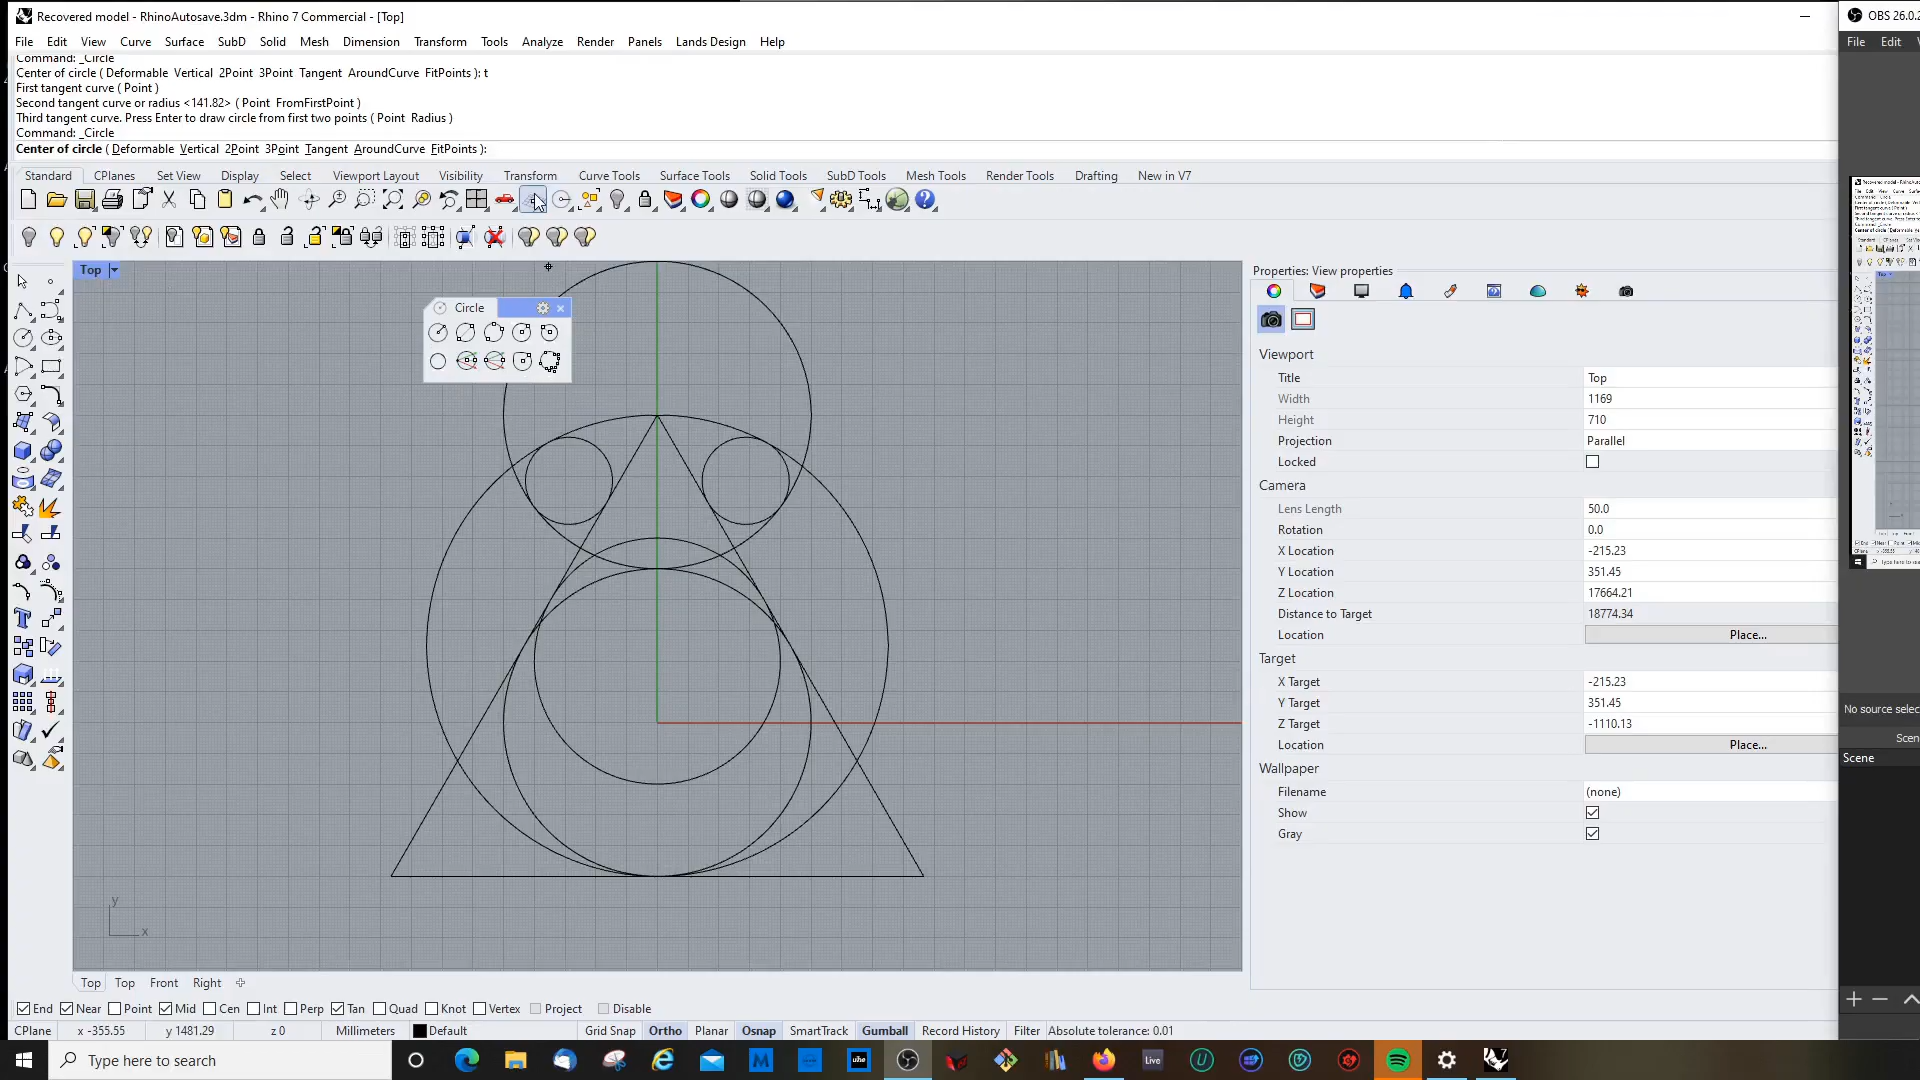 Recovered model - RhinoAutosave.3dm - Rhino 7 Commercial - [Top]
OBS 26.0.2
File Edit View Curve Surface SubD Solid Mesh Dimension Transform Tools Analyze Render Panels Lands Design Help
File Edit
Command: _Circle
Center of circle ( Deformable Vertical 2Point 3Point Tangent AroundCurve FitPoints ): t
First tangent curve ( Point )
Second tangent curve or radius <141.82> ( Point FromFirstPoint )
Third tangent curve. Press Enter to draw circle from first two points ( Point Radius )
Command: _Circle
Center of circle ( Deformable Vertical 2Point 3Point Tangent AroundCurve FitPoints ):
Standard CPlanes Set View Display Select Viewport Layout Visibility Transform Curve Tools Surface Tools Solid Tools SubD Tools Mesh Tools Render Tools Drafting New in V7
Top
Circle
Properties: View properties
Viewport
Title Top
Width 1169
Height 710
Projection Parallel
Locked
Camera
Lens Length 50.0
Rotation 0.0
X Location -215.23
Y Location 351.45
Z Location 17664.21
Distance to Target 18774.34
Location Place...
Target
X Target -215.23
Y Target 351.45
Z Target -1110.13
Location Place...
Wallpaper
Filename (none)
Show
Gray
No source selec
Scen
Scene
y
x
Top Top Front Right
End Near Point Mid Cen Int Perp Tan Quad Knot Vertex Project Disable
CPlane x -355.55 y 1481.29 z 0 Millimeters Default Grid Snap Ortho Planar Osnap SmartTrack Gumball Record History Filter Absolute tolerance: 0.01
Type here to search
uhe
Live